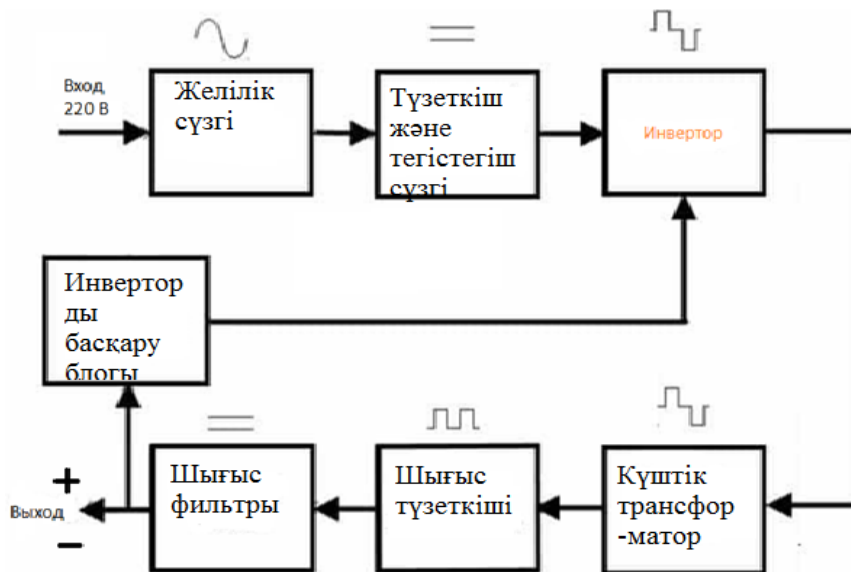 Вход
220 В
Желілік
сүзгі
Түзеткіш
және
тегістегіш
сүзгі
Инвертор
Инвертор
ды
басқару
блогы
+
Выход
−
Шығыс
фильтры
Шығыс
түзеткіші
Күштік
трансфор
-матор